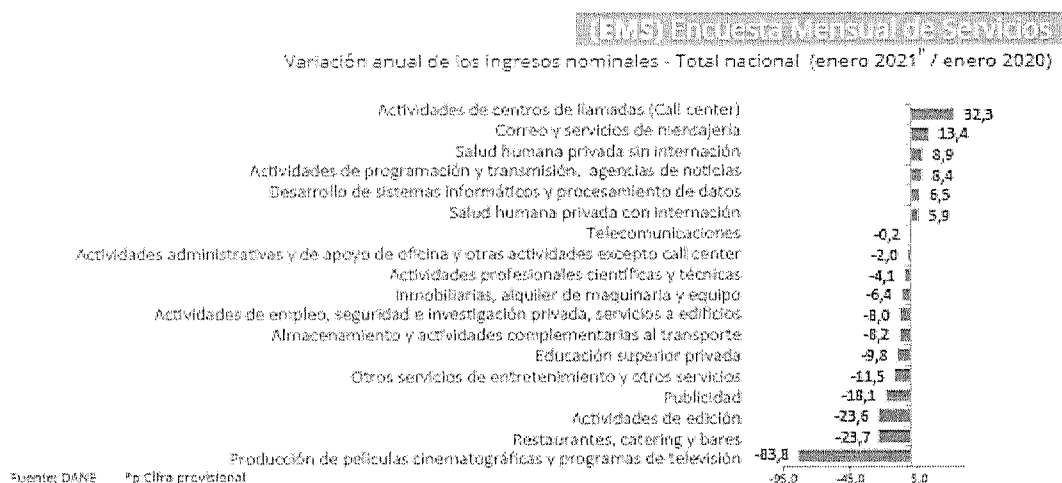 (EMS) Encuesta Mensual de Servicios
Variación anual de los ingresos nominales - Total nacional (enero 2021ᵖ / enero 2020)
Actividades de centros de llamadas (Call center) 32,3
Correo y servicios de mensajería 13,4
Salud humana privada sin internación 8,9
Actividades de programación y transmisión, agencias de noticias 8,4
Desarrollo de sistemas informáticos y procesamiento de datos 6,5
Salud humana privada con internación 5,9
Telecomunicaciones -0,2
Actividades administrativas y de apoyo de oficina y otras actividades excepto call center -2,0
Actividades profesionales científicas y técnicas -4,1
Inmobiliarias, alquiler de maquinaria y equipo -6,4
Actividades de empleo, seguridad e investigación privada, servicios a edificios -8,0
Almacenamiento y actividades complementarias al transporte -8,2
Educación superior privada -9,8
Otros servicios de entretenimiento y otros servicios -11,5
Publicidad -18,1
Actividades de edición -23,6
Restaurantes, catering y bares -23,7
Producción de películas cinematográficas y programas de televisión -83,8
-95,0 -45,0 5,0
Fuente: DANE ᵖp Cifra provisional